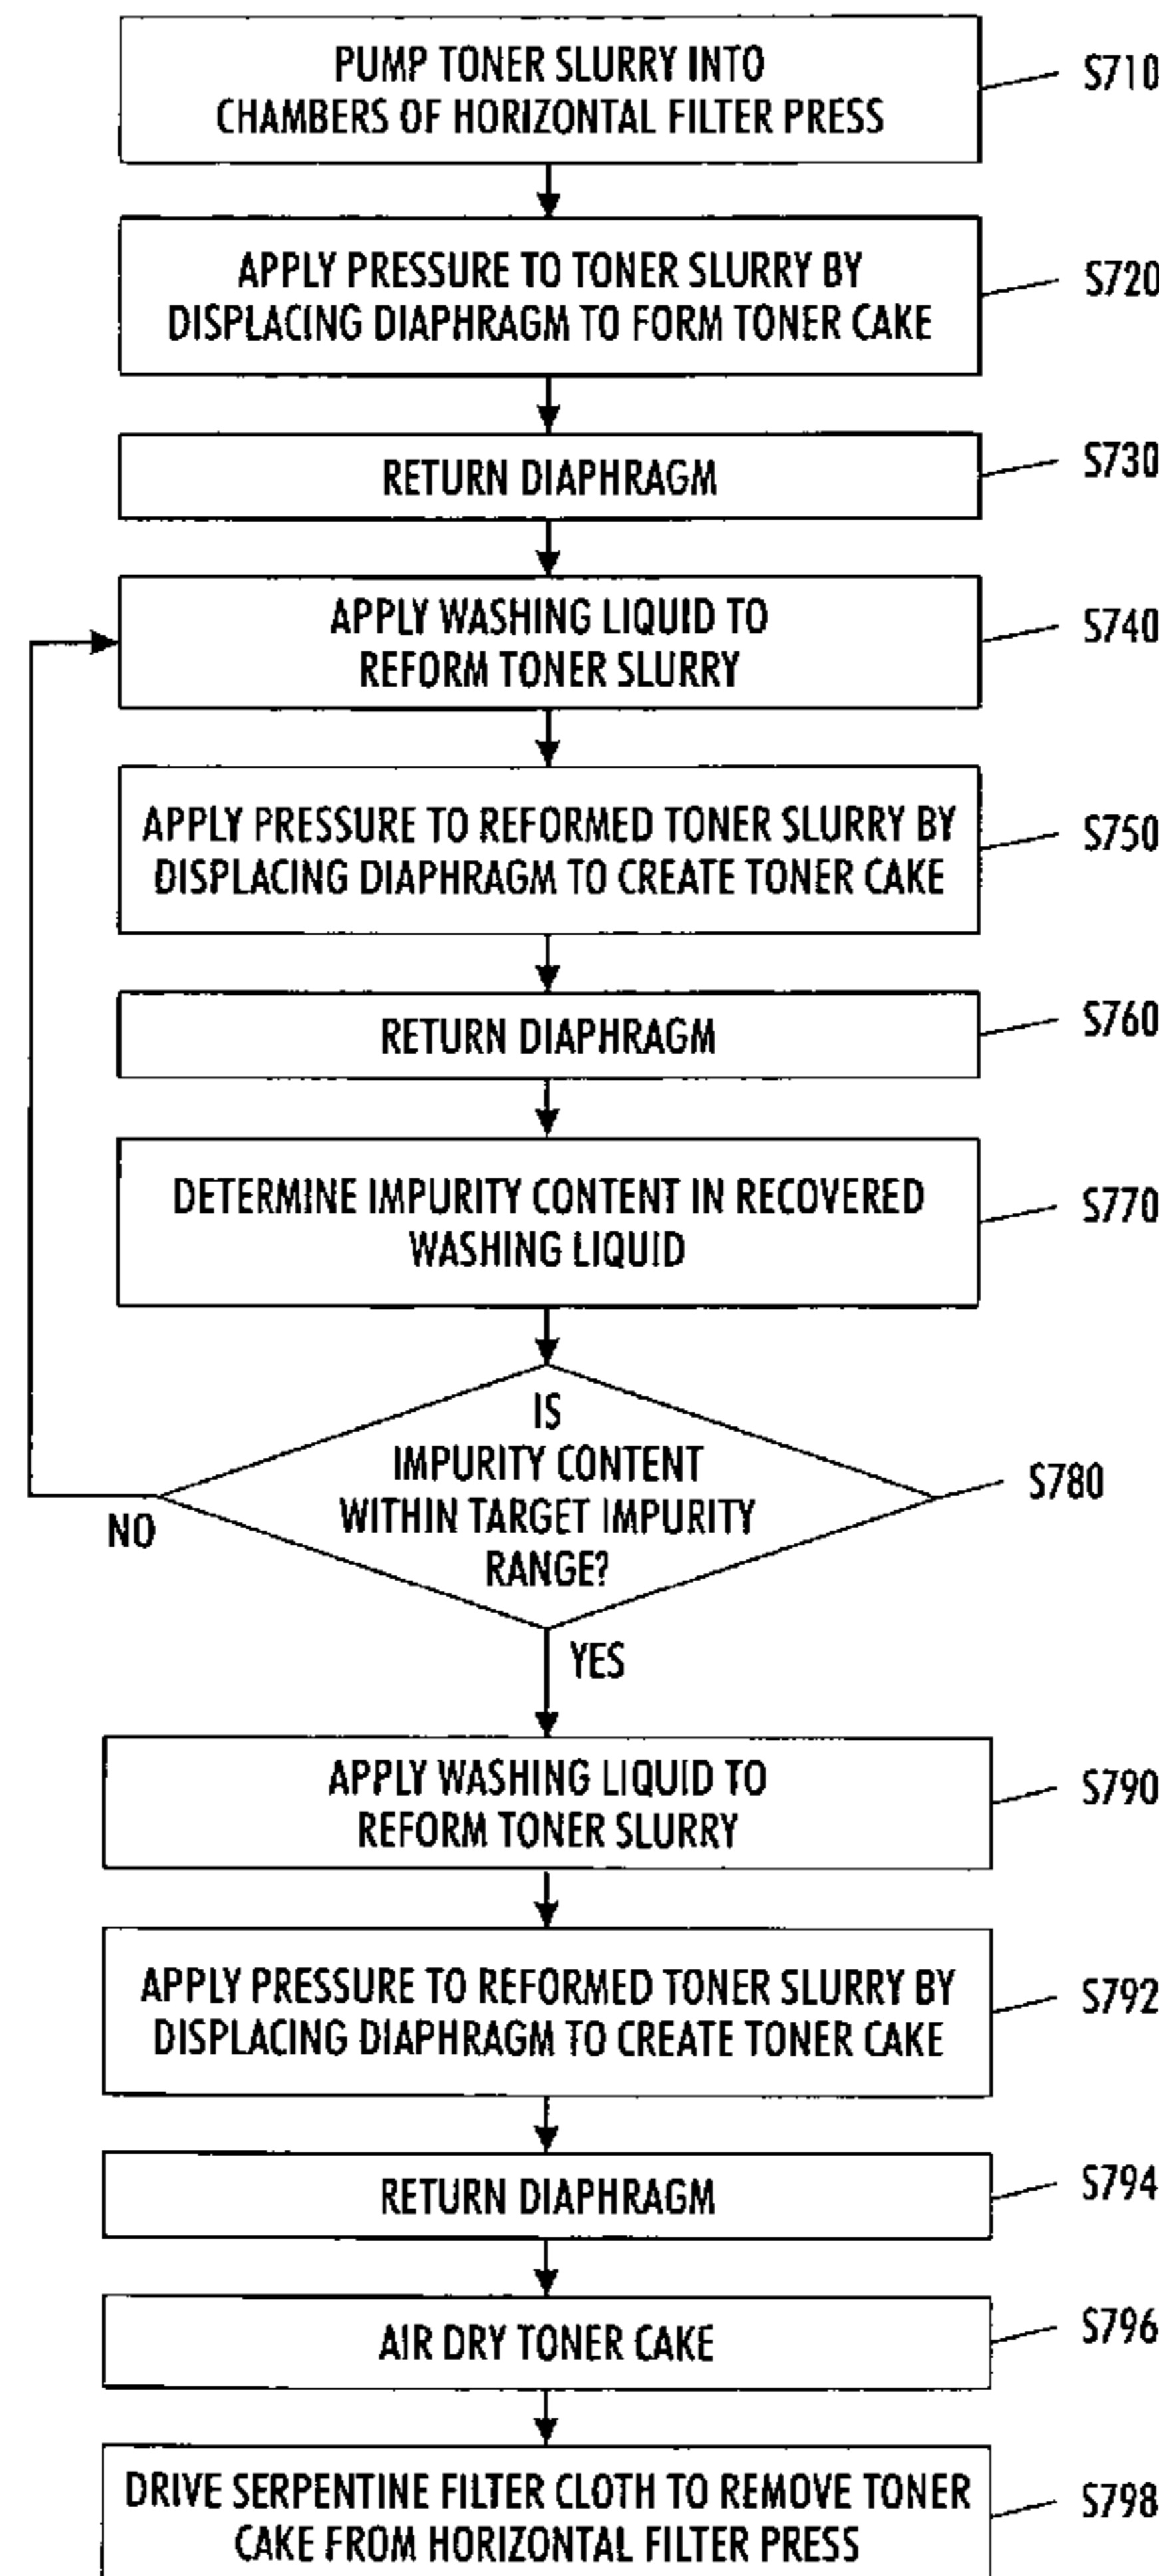 PUMP TONER SLURRY INTO
CHAMBERS OF HORIZONTAL FILTER PRESS
S710
APPLY PRESSURE TO TONER SLURRY BY
DISPLACING DIAPHRAGM TO FORM TONER CAKE
S720
RETURN DIAPHRAGM
S730
APPLY WASHING LIQUID TO
REFORM TONER SLURRY
S740
APPLY PRESSURE TO REFORMED TONER SLURRY BY
DISPLACING DIAPHRAGM TO CREATE TONER CAKE
S750
RETURN DIAPHRAGM
S760
DETERMINE IMPURITY CONTENT IN RECOVERED
WASHING LIQUID
S770
IS
IMPURITY CONTENT
WITHIN TARGET IMPURITY
RANGE?
S780
NO
YES
APPLY WASHING LIQUID TO
REFORM TONER SLURRY
S790
APPLY PRESSURE TO REFORMED TONER SLURRY BY
DISPLACING DIAPHRAGM TO CREATE TONER CAKE
S792
RETURN DIAPHRAGM
S794
AIR DRY TONER CAKE
S796
DRIVE SERPENTINE FILTER CLOTH TO REMOVE TONER
CAKE FROM HORIZONTAL FILTER PRESS
S798